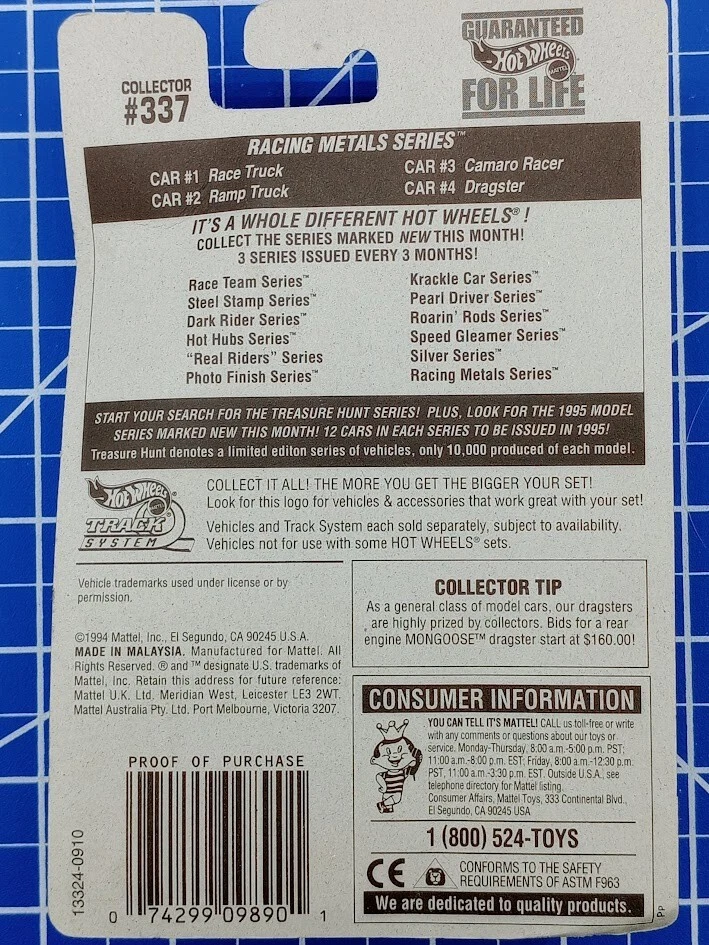 COLLECTOR
#337
GUARANTEED
Hot Wheels
MATTEL
FOR LIFE
RACING METALS SERIES™
CAR #1 Race Truck
CAR #2 Ramp Truck
CAR #3 Camaro Racer
CAR #4 Dragster
IT'S A WHOLE DIFFERENT HOT WHEELS® !
COLLECT THE SERIES MARKED NEW THIS MONTH!
3 SERIES ISSUED EVERY 3 MONTHS!
Race Team Series™
Steel Stamp Series™
Dark Rider Series™
Hot Hubs Series™
"Real Riders" Series
Photo Finish Series™
Krackle Car Series™
Pearl Driver Series™
Roarin' Rods Series™
Speed Gleamer Series™
Silver Series™
Racing Metals Series™
START YOUR SEARCH FOR THE TREASURE HUNT SERIES! PLUS, LOOK FOR THE 1995 MODEL
SERIES MARKED NEW THIS MONTH! 12 CARS IN EACH SERIES TO BE ISSUED IN 1995!
Treasure Hunt denotes a limited editon series of vehicles, only 10,000 produced of each model.
Hot Wheels®
MATTEL
TRACK
SYSTEM
COLLECT IT ALL! THE MORE YOU GET THE BIGGER YOUR SET!
Look for this logo for vehicles & accessories that work great with your set!
Vehicles and Track System each sold separately, subject to availability.
Vehicles not for use with some HOT WHEELS® sets.
Vehicle trademarks used under license or by
permission.
©1994 Mattel, Inc., El Segundo, CA 90245 U.S.A.
MADE IN MALAYSIA. Manufactured for Mattel. All
Rights Reserved. ® and ™ designate U.S. trademarks of
Mattel, Inc. Retain this address for future reference:
Mattel U.K. Ltd. Meridian West, Leicester LE3 2WT.
Mattel Australia Pty. Ltd. Port Melbourne, Victoria 3207.
COLLECTOR TIP
As a general class of model cars, our dragsters
are highly prized by collectors. Bids for a rear
engine MONGOOSE™ dragster start at $160.00!
CONSUMER INFORMATION
YOU CAN TELL IT'S MATTEL! CALL us toll-free or write
with any comments or questions about our toys or
service. Monday-Thursday, 8:00 a.m.-5:00 p.m. PST;
11:00 a.m.-8:00 p.m. EST; Friday, 8:00 a.m.-12:30 p.m.
PST, 11:00 a.m.-3:30 p.m. EST. Outside U.S.A., see
telephone directory for Mattel listing.
Consumer Affairs, Mattel Toys, 333 Continental Blvd.,
El Segundo, CA 90245 USA
1 (800) 524-TOYS
CE
CONFORMS TO THE SAFETY
REQUIREMENTS OF ASTM F963
We are dedicated to quality products.
PP
PROOF OF PURCHASE
13324-0910
0 74299 09890 1